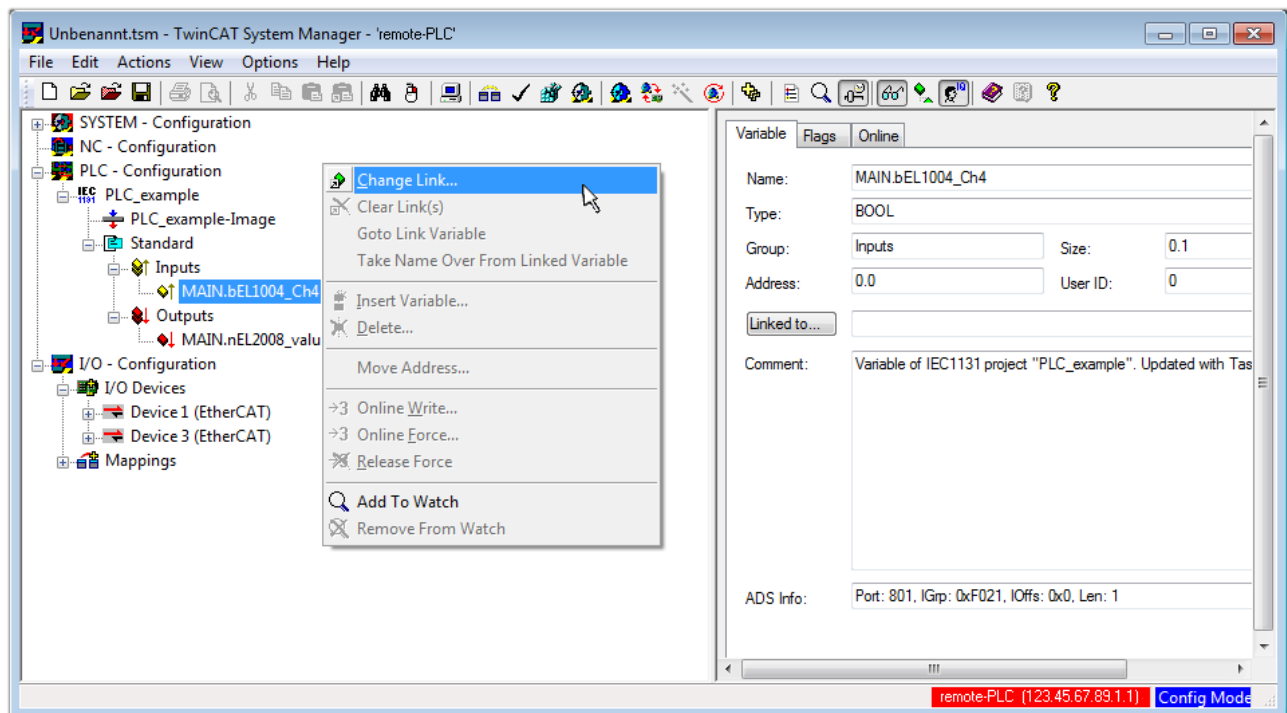 Unbenannt.tsm - TwinCAT System Manager - 'remote-PLC'
File Edit Actions View Options Help
SYSTEM - Configuration
NC - Configuration
PLC - Configuration
IEC 1131 PLC_example
PLC_example-Image
Standard
Inputs
MAIN.bEL1004_Ch4
Outputs
MAIN.nEL2008_valu
I/O - Configuration
I/O Devices
Device 1 (EtherCAT)
Device 3 (EtherCAT)
Mappings
Change Link...
Clear Link(s)
Goto Link Variable
Take Name Over From Linked Variable
Insert Variable...
Delete...
Move Address...
→3 Online Write...
→3 Online Force...
Release Force
Add To Watch
Remove From Watch
Variable Flags Online
Name: MAIN.bEL1004_Ch4
Type: BOOL
Group: Inputs Size: 0.1
Address: 0.0 User ID: 0
Linked to...
Comment: Variable of IEC1131 project "PLC_example". Updated with Tas
ADS Info: Port: 801, IGrp: 0xF021, IOffs: 0x0, Len: 1
remote-PLC (123.45.67.89.1.1) Config Mode